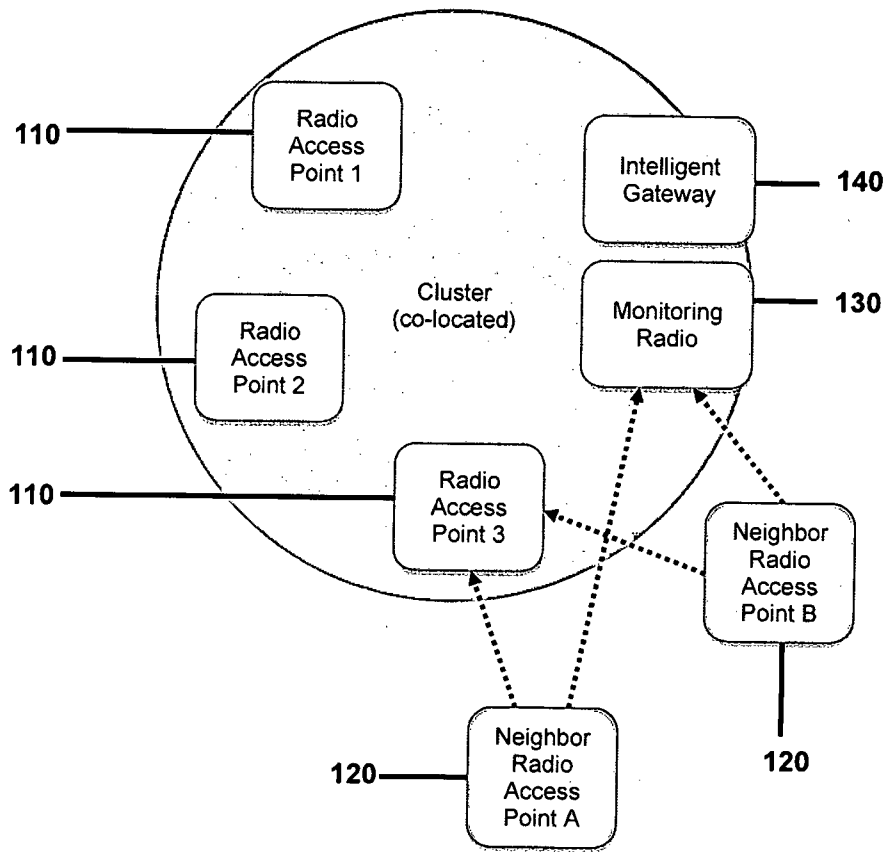 110
Radio
Access
Point 1
Intelligent
Gateway
140
Cluster
(co-located)
Monitoring
Radio
130
110
Radio
Access
Point 2
110
Radio
Access
Point 3
Neighbor
Radio
Access
Point B
120
120
Neighbor
Radio
Access
Point A